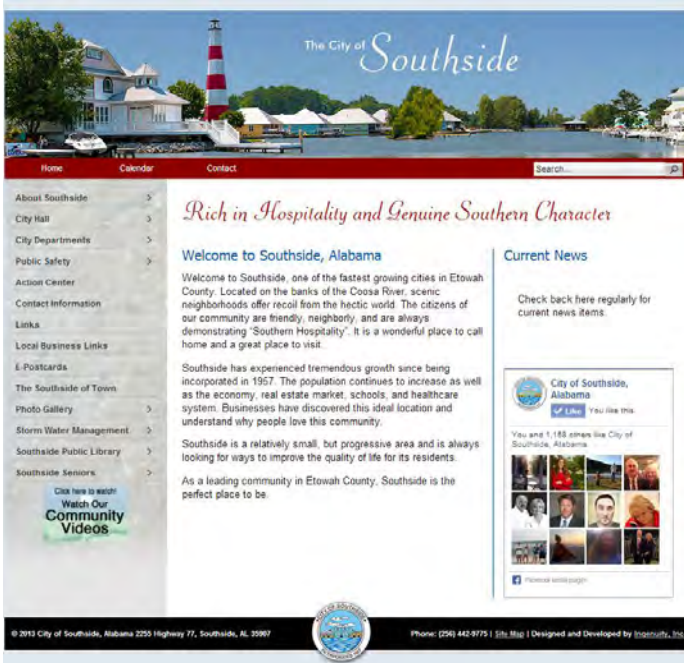 The City of Southside
Home Calendar Contact Search...
About Southside >
City Hall >
City Departments >
Public Safety >
Action Center
Contact Information
Links
Local Business Links
E-Postcards
The Southside of Town
Photo Gallery >
Storm Water Management >
Southside Public Library >
Southside Seniors >
Click here to watch!
Watch Our
Community
Videos
Rich in Hospitality and Genuine Southern Character
Welcome to Southside, Alabama
Welcome to Southside, one of the fastest growing cities in Etowah
County. Located on the banks of the Coosa River, scenic
neighborhoods offer recoil from the hectic world. The citizens of
our community are friendly, neighborly, and are always
demonstrating "Southern Hospitality". It is a wonderful place to call
home and a great place to visit.
Southside has experienced tremendous growth since being
incorporated in 1957. The population continues to increase as well
as the economy, real estate market, schools, and healthcare
system. Businesses have discovered this ideal location and
understand why people love this community.
Southside is a relatively small, but progressive area and is always
looking for ways to improve the quality of life for its residents.
As a leading community in Etowah County, Southside is the
perfect place to be.
Current News
Check back here regularly for
current news items.
City of Southside,
Alabama
Like You like this.
You and 1,188 others like City of
Southside, Alabama.
Facebook social plugin
© 2013 City of Southside, Alabama 2255 Highway 77, Southside, AL 35907
Phone: (256) 442-9775 | Site Map | Designed and Developed by Ingenuity, Inc.